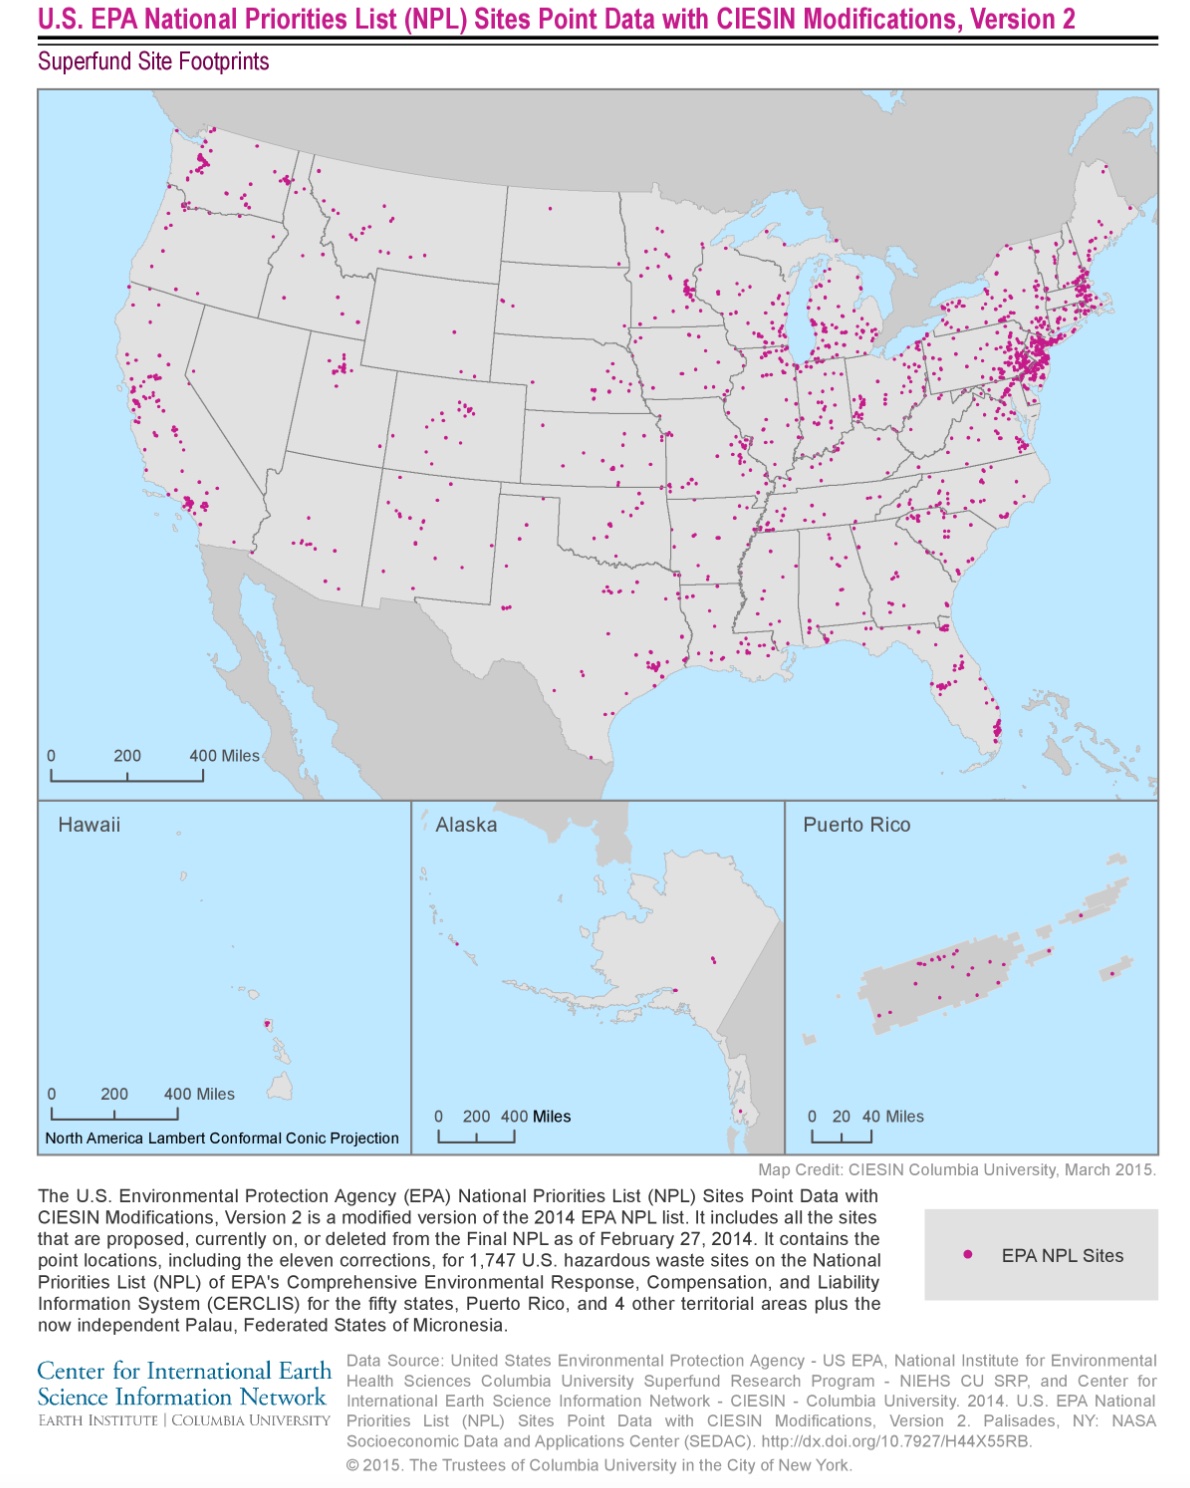 U.S. EPA National Priorities List (NPL) Sites Point Data with CIESIN Modifications, Version 2
Superfund Site Footprints
0 200 400 Miles
Hawaii
Alaska
Puerto Rico
0 200 400 Miles
North America Lambert Conformal Conic Projection
0 200 400 Miles
0 20 40 Miles
Map Credit: CIESIN Columbia University, March 2015.
The U.S. Environmental Protection Agency (EPA) National Priorities List (NPL) Sites Point Data with
CIESIN Modifications, Version 2 is a modified version of the 2014 EPA NPL list. It includes all the sites
that are proposed, currently on, or deleted from the Final NPL as of February 27, 2014. It contains the
point locations, including the eleven corrections, for 1,747 U.S. hazardous waste sites on the National
Priorities List (NPL) of EPA's Comprehensive Environmental Response, Compensation, and Liability
Information System (CERCLIS) for the fifty states, Puerto Rico, and 4 other territorial areas plus the
now independent Palau, Federated States of Micronesia.
EPA NPL Sites
Center for International Earth
Science Information Network
EARTH INSTITUTE | COLUMBIA UNIVERSITY
Data Source: United States Environmental Protection Agency - US EPA, National Institute for Environmental
Health Sciences Columbia University Superfund Research Program - NIEHS CU SRP, and Center for
International Earth Science Information Network - CIESIN - Columbia University. 2014. U.S. EPA National
Priorities List (NPL) Sites Point Data with CIESIN Modifications, Version 2. Palisades, NY: NASA
Socioeconomic Data and Applications Center (SEDAC). http://dx.doi.org/10.7927/H44X55RB.
© 2015. The Trustees of Columbia University in the City of New York.